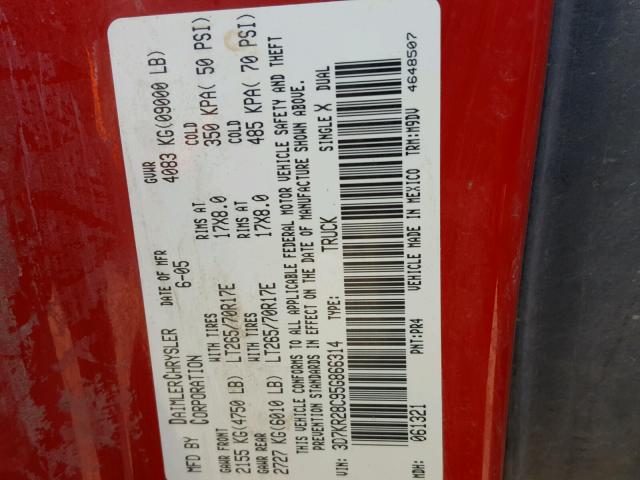 MFD BY DAIMLERCHRYSLER CORPORATION DATE OF MFR 6-05 GVWR 4083 KG(09000 LB)
GAWR FRONT 2155 KG(4750 LB) WITH TIRES LT265/70R17E RIMS AT 17X8.0 COLD 350 KPA( 50 PSI)
GAWR REAR 2727 KG(6010 LB) WITH TIRES LT265/70R17E RIMS AT 17X8.0 COLD 485 KPA( 70 PSI)
THIS VEHICLE CONFORMS TO ALL APPLICABLE FEDERAL MOTOR VEHICLE SAFETY AND THEFT
PREVENTION STANDARDS IN EFFECT ON THE DATE OF MANUFACTURE SHOWN ABOVE.
VIN: 3D7KR28C95G866314 TYPE: TRUCK SINGLE X DUAL
MDH: 061321 PNT:PR4 VEHICLE MADE IN MEXICO TRM:M9DV 4648507